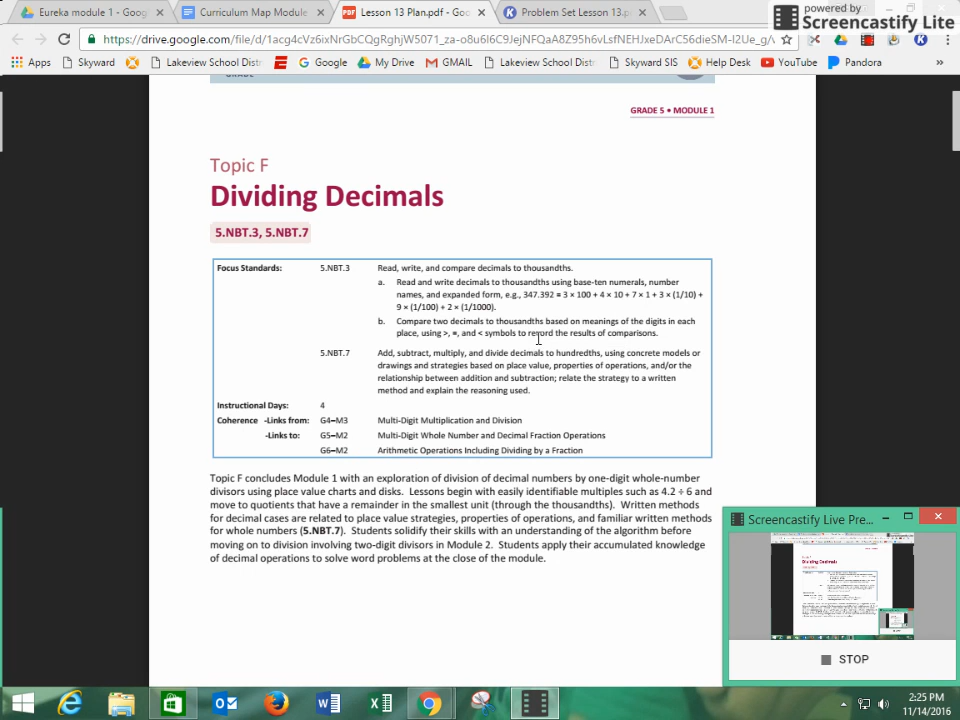 Eureka module 1 - Goog
Curriculum Map Module
Lesson 13 Plan.pdf - Goo
Problem Set Lesson 13.p
powered by
Screencastify Lite
https://drive.google.com/file/d/1acg4cVz6ixNrGbCQgRghjW5071_za-o8u6l6C9JejNFQaA8Z95h6vLsfNEHJxeDArC56dieSM-I2Ue_g/v
Apps
Skyward
Lakeview School Distr
Google
My Drive
GMAIL
Lakeview School Distr
Skyward SIS
Help Desk
YouTube
Pandora
»
GRADE
GRADE 5 • MODULE 1
Topic F
Dividing Decimals
5.NBT.3, 5.NBT.7
Focus Standards: 5.NBT.3 Read, write, and compare decimals to thousandths.
a. Read and write decimals to thousandths using base-ten numerals, number
names, and expanded form, e.g., 347.392 = 3 × 100 + 4 × 10 + 7 × 1 + 3 × (1/10) +
9 × (1/100) + 2 × (1/1000).
b. Compare two decimals to thousandths based on meanings of the digits in each
place, using >, =, and < symbols to record the results of comparisons.
5.NBT.7 Add, subtract, multiply, and divide decimals to hundredths, using concrete models or
drawings and strategies based on place value, properties of operations, and/or the
relationship between addition and subtraction; relate the strategy to a written
method and explain the reasoning used.
Instructional Days: 4
Coherence -Links from: G4–M3 Multi-Digit Multiplication and Division
-Links to: G5–M2 Multi-Digit Whole Number and Decimal Fraction Operations
G6–M2 Arithmetic Operations Including Dividing by a Fraction
Topic F concludes Module 1 with an exploration of division of decimal numbers by one-digit whole-number
divisors using place value charts and disks. Lessons begin with easily identifiable multiples such as 4.2 ÷ 6 and
move to quotients that have a remainder in the smallest unit (through the thousandths). Written methods
for decimal cases are related to place value strategies, properties of operations, and familiar written methods
for whole numbers (5.NBT.7). Students solidify their skills with an understanding of the algorithm before
moving on to division involving two-digit divisors in Module 2. Students apply their accumulated knowledge
of decimal operations to solve word problems at the close of the module.
Screencastify Live Pre...
Dividing Decimals
STOP
2:25 PM
11/14/2016